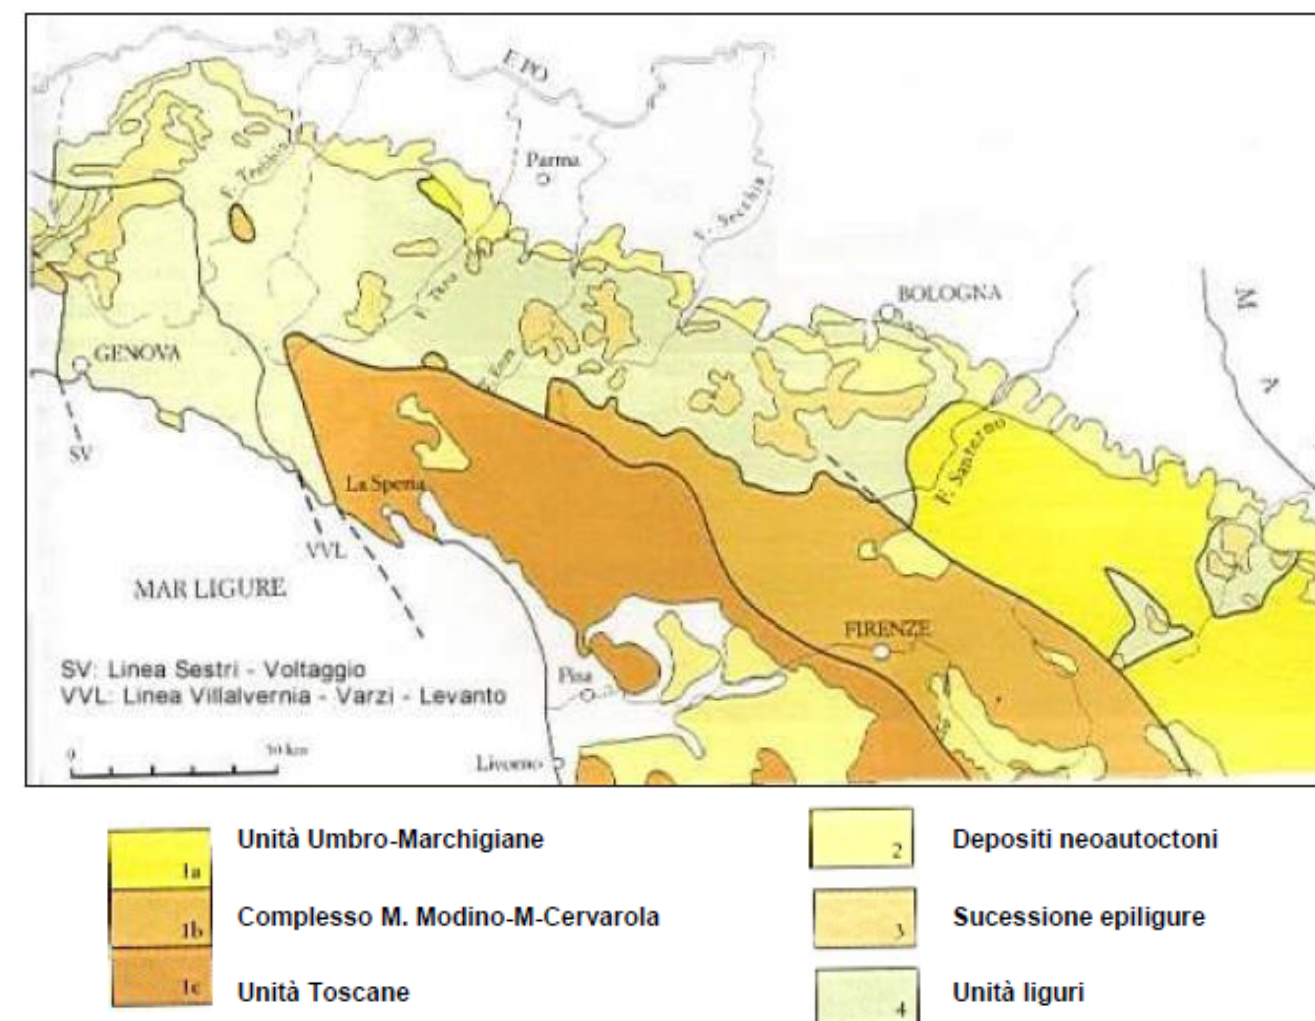 F. PO
Parma
F. Trebbia
F. Secchia
F. Taro
F. Enza
BOLOGNA
GENOVA
SV
La Spezia
F. Santerno
VVL
MAR LIGURE
FIRENZE
SV: Linea Sestri - Voltaggio
VVL: Linea Villalvernia - Varzi - Levanto
Pisa
0 50 km
Livorno
M
A
1a Unità Umbro-Marchigiane
1b Complesso M. Modino-M-Cervarola
1c Unità Toscane
2 Depositi neoautoctoni
3 Sucessione epiligure
4 Unità liguri